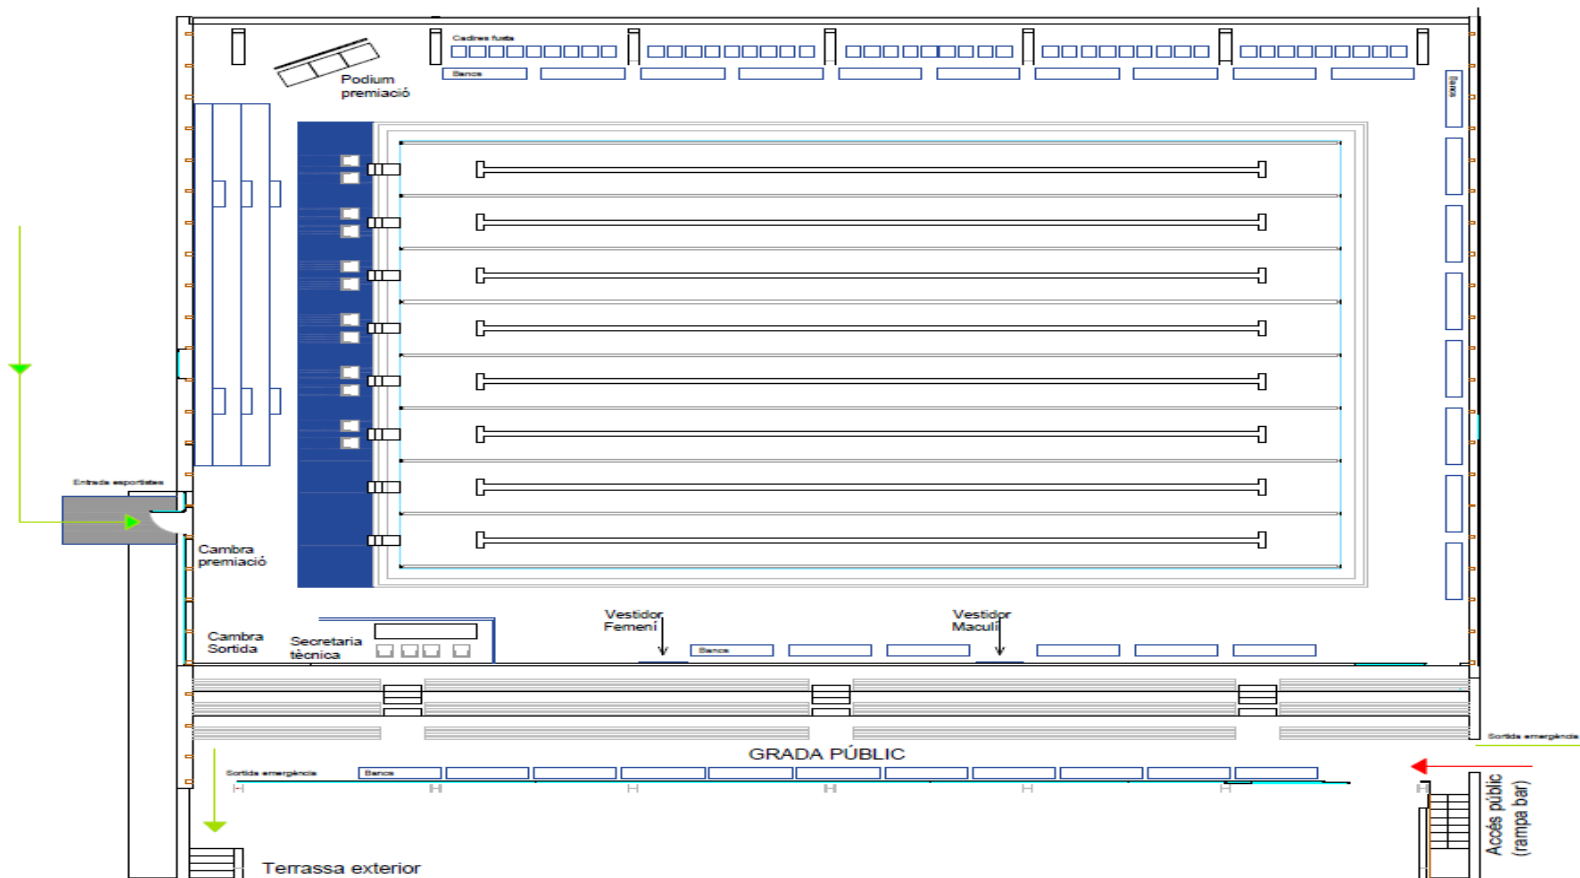 Cadires fusta
Bancs
Podium
premiació
Bancs
Entrada esportistes
Cambra
premiació
Cambra
Sortida
Secretaria
tècnica
Vestidor
Femení
Vestidor
Maculí
Bancs
GRADA PÚBLIC
Sortida emergència
Sortida emergència
Bancs
Accés públic
(rampa bar)
Terrassa exterior